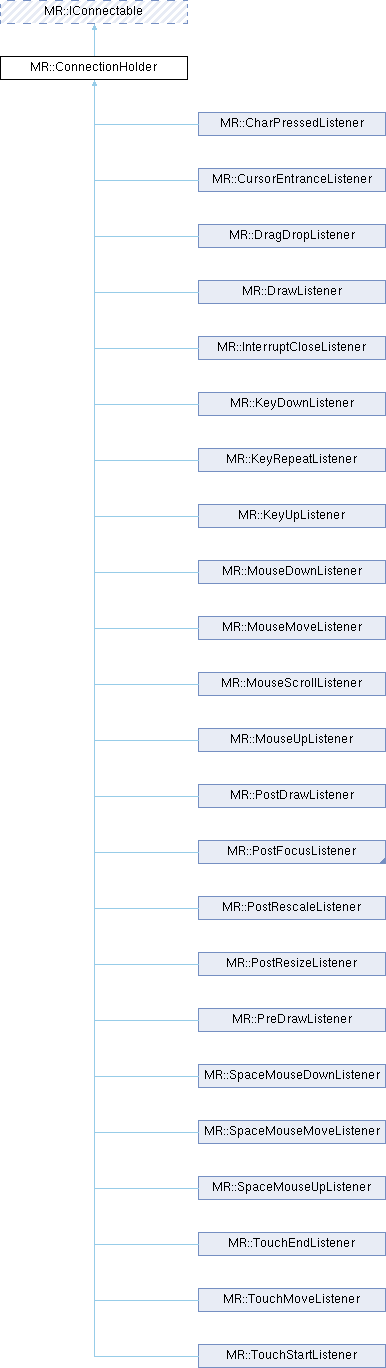 MR::IConnectable
MR::ConnectionHolder
MR::CharPressedListener
MR::CursorEntranceListener
MR::DragDropListener
MR::DrawListener
MR::InterruptCloseListener
MR::KeyDownListener
MR::KeyRepeatListener
MR::KeyUpListener
MR::MouseDownListener
MR::MouseMoveListener
MR::MouseScrollListener
MR::MouseUpListener
MR::PostDrawListener
MR::PostFocusListener
MR::PostRescaleListener
MR::PostResizeListener
MR::PreDrawListener
MR::SpaceMouseDownListener
MR::SpaceMouseMoveListener
MR::SpaceMouseUpListener
MR::TouchEndListener
MR::TouchMoveListener
MR::TouchStartListener